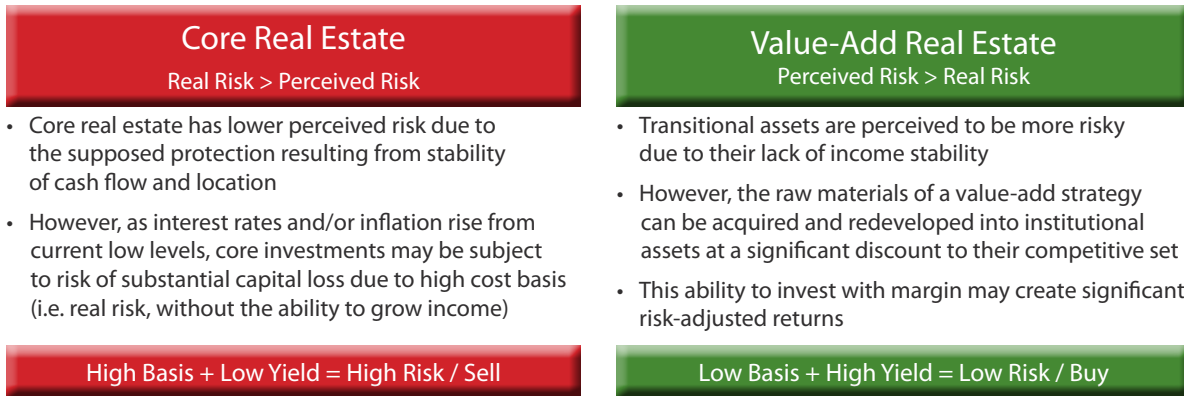 Core Real Estate
Real Risk > Perceived Risk
• Core real estate has lower perceived risk due to
the supposed protection resulting from stability
of cash flow and location
• However, as interest rates and/or inflation rise from
current low levels, core investments may be subject
to risk of substantial capital loss due to high cost basis
(i.e. real risk, without the ability to grow income)
High Basis + Low Yield = High Risk / Sell
Value-Add Real Estate
Perceived Risk > Real Risk
• Transitional assets are perceived to be more risky
due to their lack of income stability
• However, the raw materials of a value-add strategy
can be acquired and redeveloped into institutional
assets at a significant discount to their competitive set
• This ability to invest with margin may create significant
risk-adjusted returns
Low Basis + High Yield = Low Risk / Buy